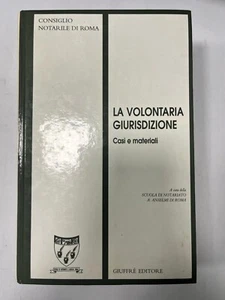 CONSIGLIO
NOTARILE DI ROMA
LA VOLONTARIA
GIURISDIZIONE
Casi e materiali
A cura della
SCUOLA DI NOTARIATO
A. ANSELMI DI ROMA
GIUFFRÈ EDITORE